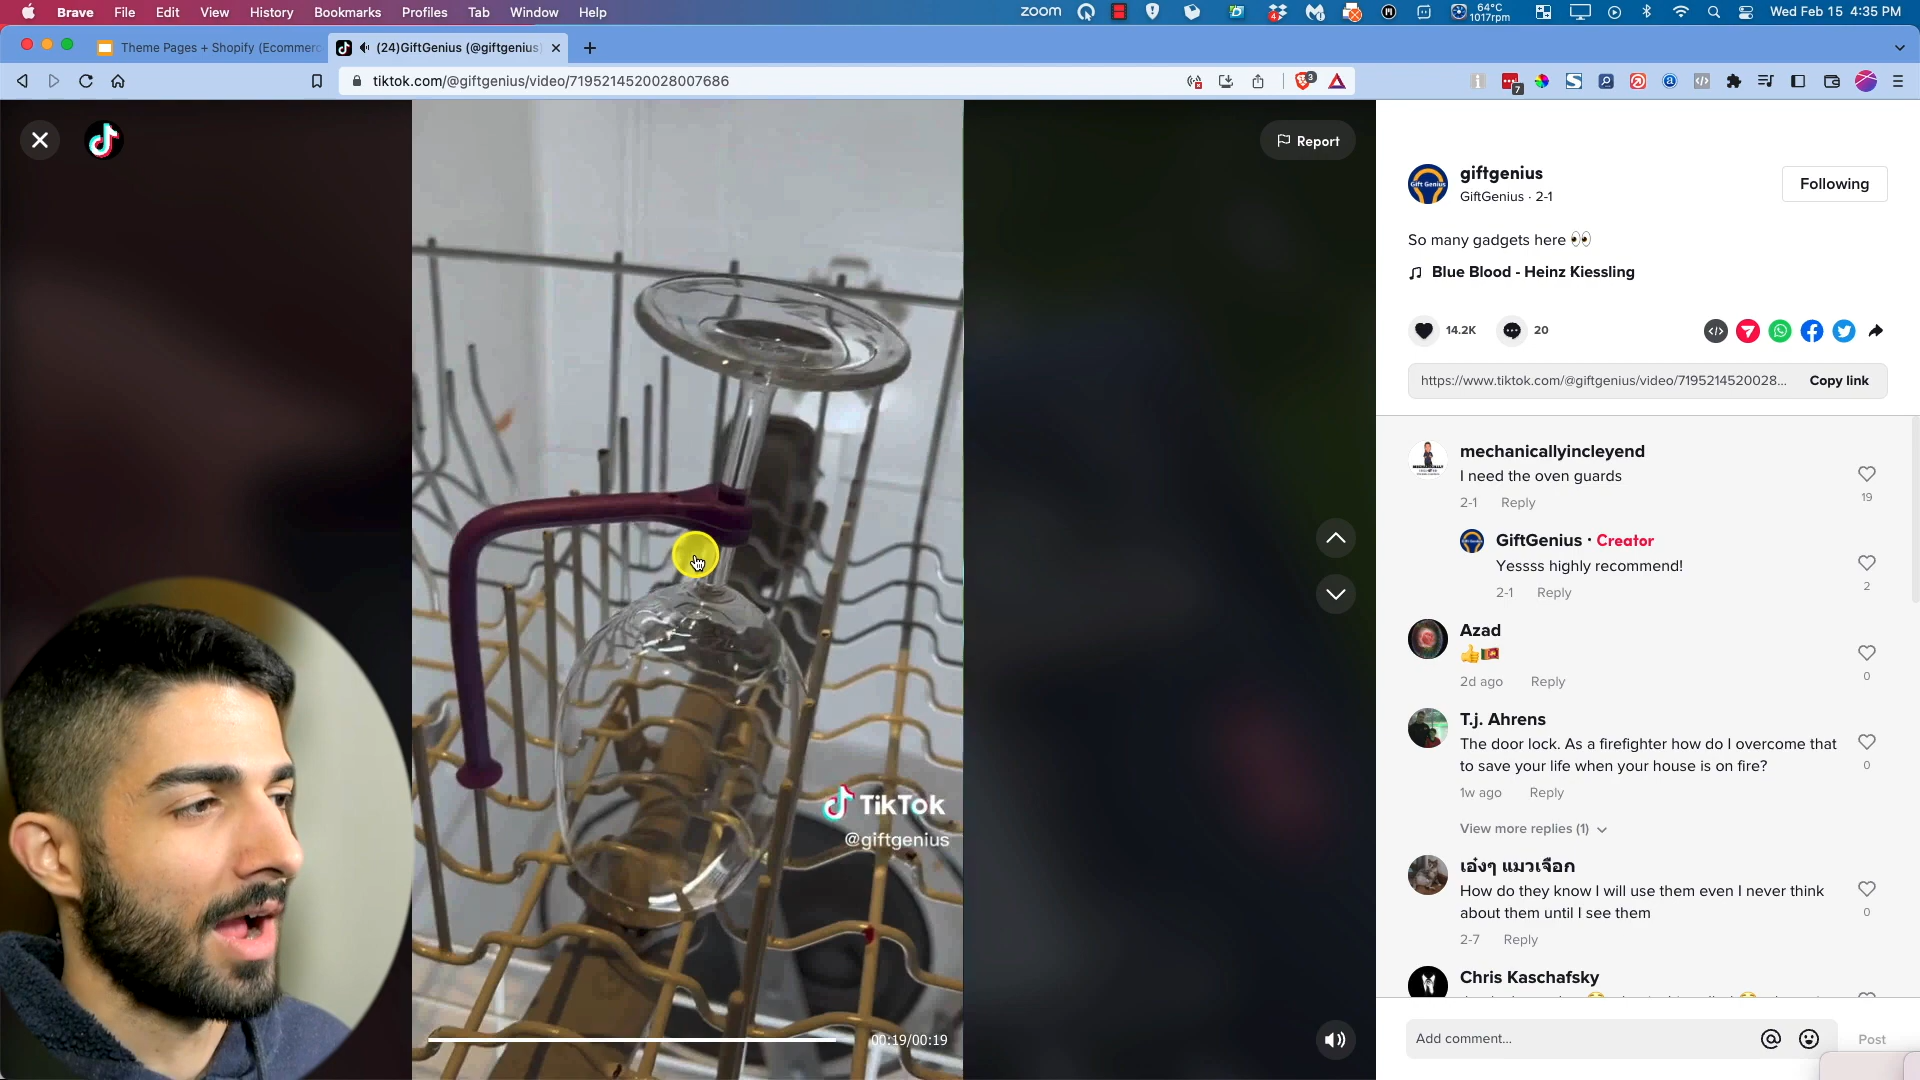 Brave File Edit View History Bookmarks Profiles Tab Window Help
zoom
64°C
1017rpm
Wed Feb 15 4:35 PM
Theme Pages + Shopify (Ecommerc
(24)GiftGenius (@giftgenius
tiktok.com/@giftgenius/video/7195214520028007686
Report
TikTok
@giftgenius
00:19/00:19
giftgenius
GiftGenius · 2-1
Following
So many gadgets here 👀
Blue Blood - Heinz Kiessling
14.2K
20
https://www.tiktok.com/@giftgenius/video/7195214520028...
Copy link
mechanicallyincleyend
I need the oven guards
2-1 Reply
19
GiftGenius · Creator
Yessss highly recommend!
2-1 Reply
2
Azad
👍🇱🇰
2d ago Reply
0
T.j. Ahrens
The door lock. As a firefighter how do I overcome that
to save your life when your house is on fire?
1w ago Reply
0
View more replies (1)
เอ๋งๆ แมวเจือก
How do they know I will use them even I never think
about them until I see them
2-7 Reply
0
Chris Kaschafsky
Add comment...
Post